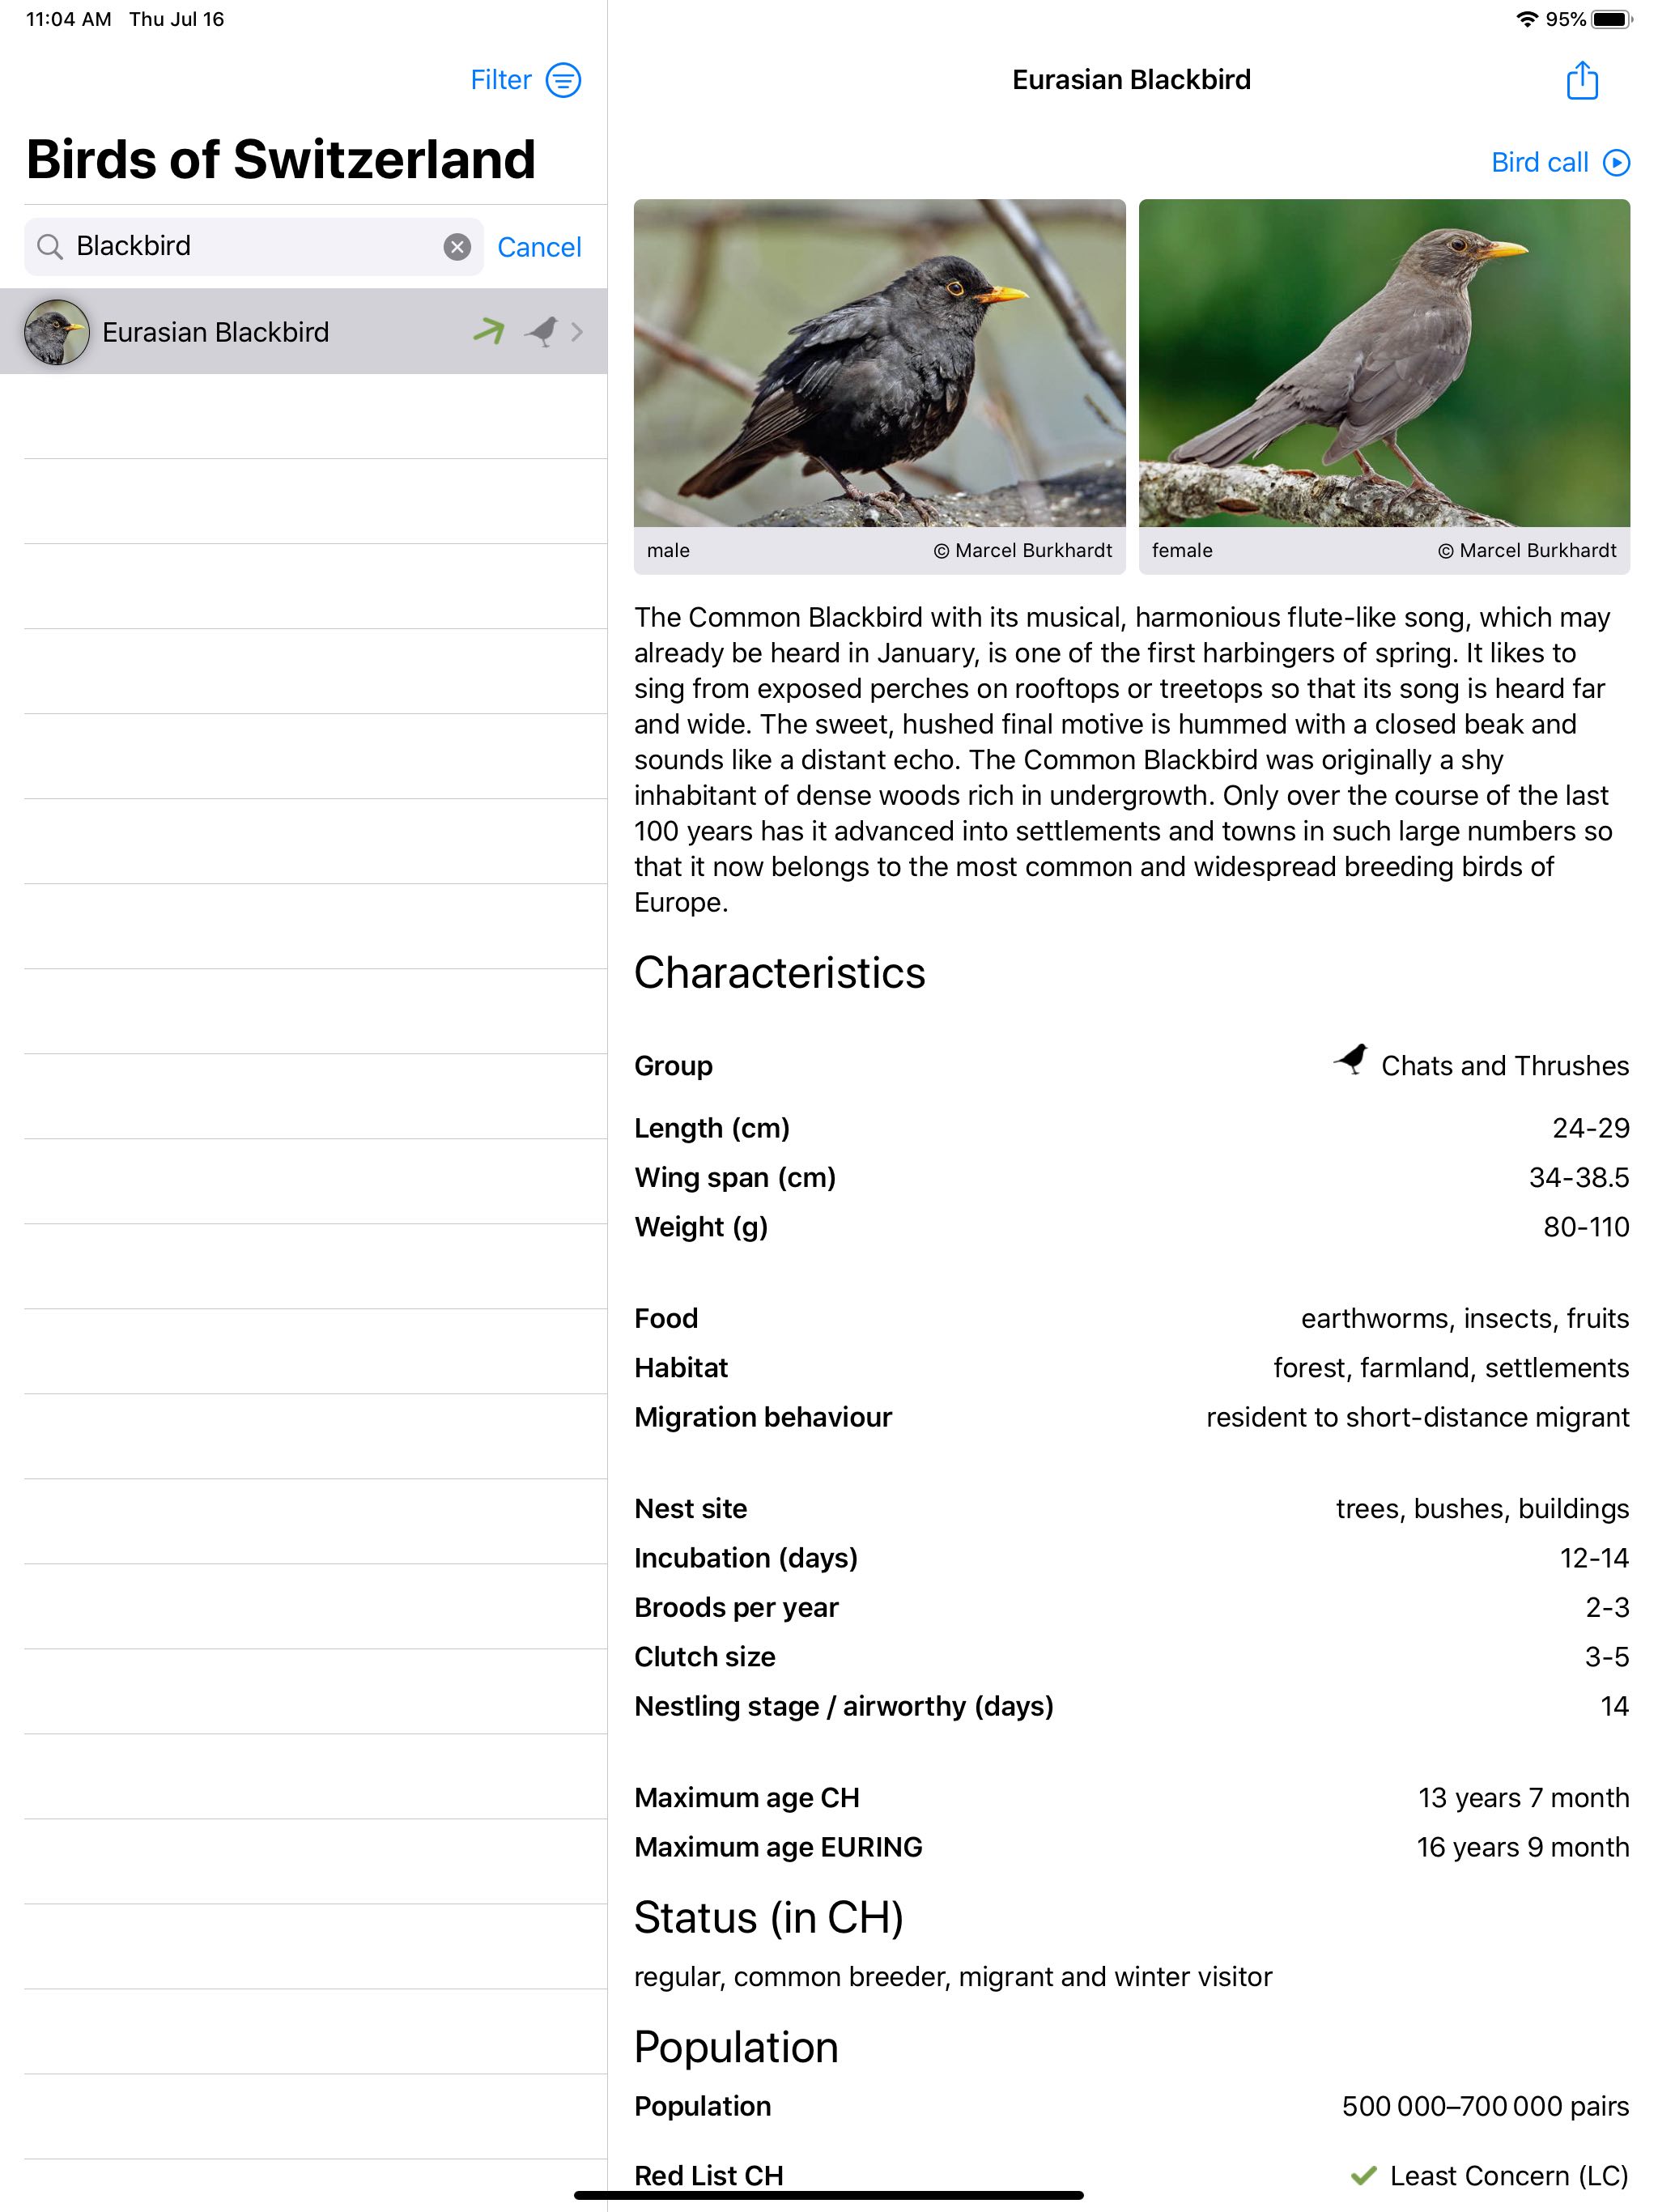 11:04 AM Thu Jul 16
95%
Filter
Birds of Switzerland
Blackbird
Cancel
Eurasian Blackbird
Eurasian Blackbird
Bird call
male © Marcel Burkhardt
female © Marcel Burkhardt
The Common Blackbird with its musical, harmonious flute-like song, which may
already be heard in January, is one of the first harbingers of spring. It likes to
sing from exposed perches on rooftops or treetops so that its song is heard far
and wide. The sweet, hushed final motive is hummed with a closed beak and
sounds like a distant echo. The Common Blackbird was originally a shy
inhabitant of dense woods rich in undergrowth. Only over the course of the last
100 years has it advanced into settlements and towns in such large numbers so
that it now belongs to the most common and widespread breeding birds of
Europe.
Characteristics
Group Chats and Thrushes
Length (cm) 24-29
Wing span (cm) 34-38.5
Weight (g) 80-110
Food earthworms, insects, fruits
Habitat forest, farmland, settlements
Migration behaviour resident to short-distance migrant
Nest site trees, bushes, buildings
Incubation (days) 12-14
Broods per year 2-3
Clutch size 3-5
Nestling stage / airworthy (days) 14
Maximum age CH 13 years 7 month
Maximum age EURING 16 years 9 month
Status (in CH)
regular, common breeder, migrant and winter visitor
Population
Population 500 000–700 000 pairs
Red List CH Least Concern (LC)